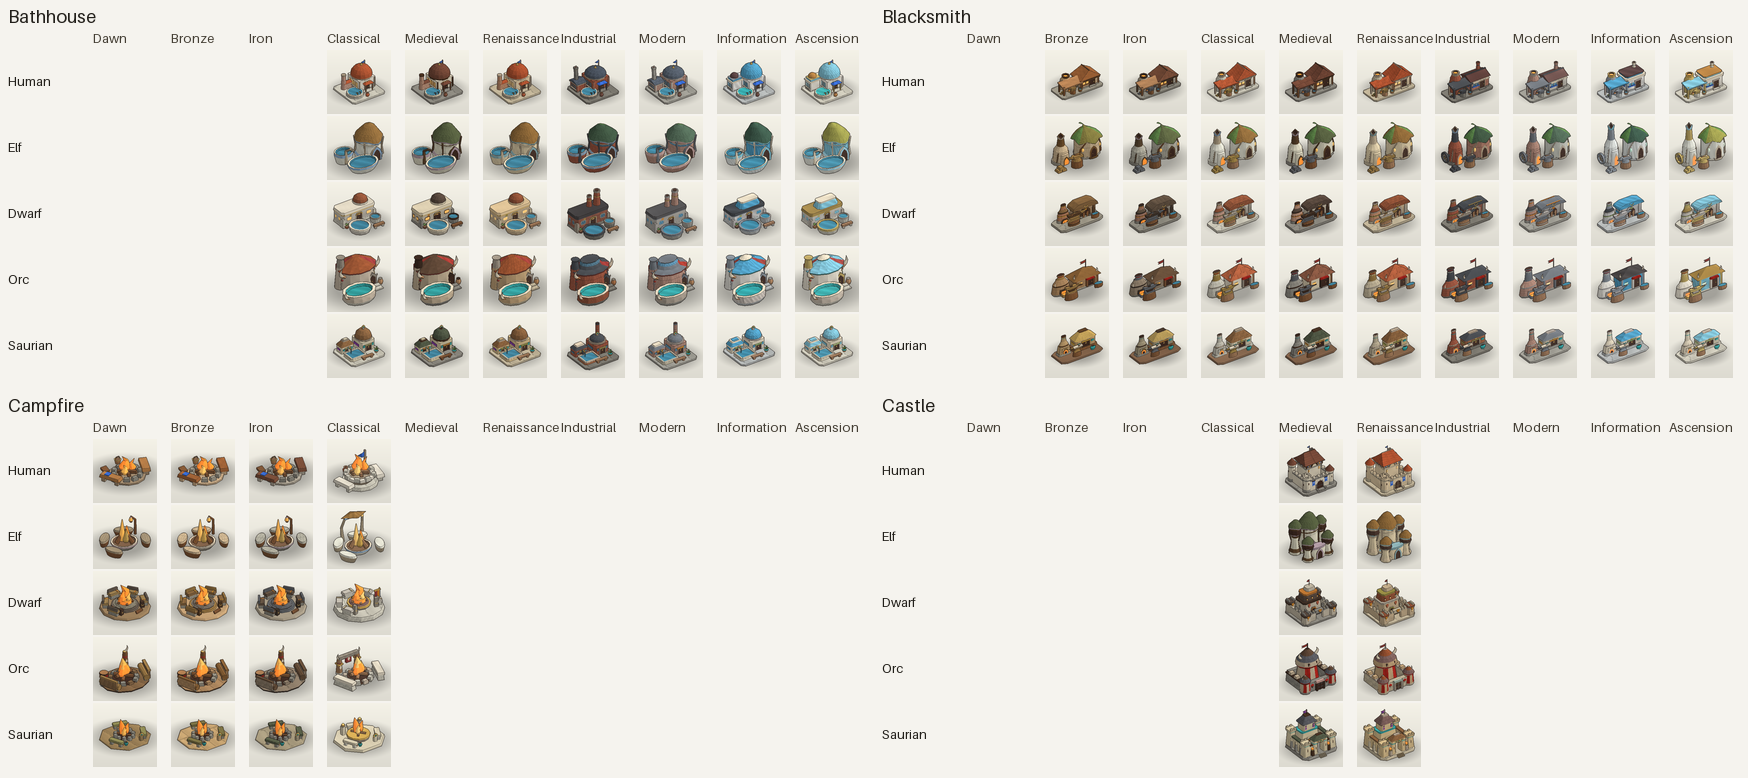 Bathhouse
Dawn Bronze Iron Classical Medieval Renaissance Industrial Modern Information Ascension
Human
Elf
Dwarf
Orc
Saurian
Blacksmith
Dawn Bronze Iron Classical Medieval Renaissance Industrial Modern Information Ascension
Human
Elf
Dwarf
Orc
Saurian
Campfire
Dawn Bronze Iron Classical Medieval Renaissance Industrial Modern Information Ascension
Human
Elf
Dwarf
Orc
Saurian
Castle
Dawn Bronze Iron Classical Medieval Renaissance Industrial Modern Information Ascension
Human
Elf
Dwarf
Orc
Saurian